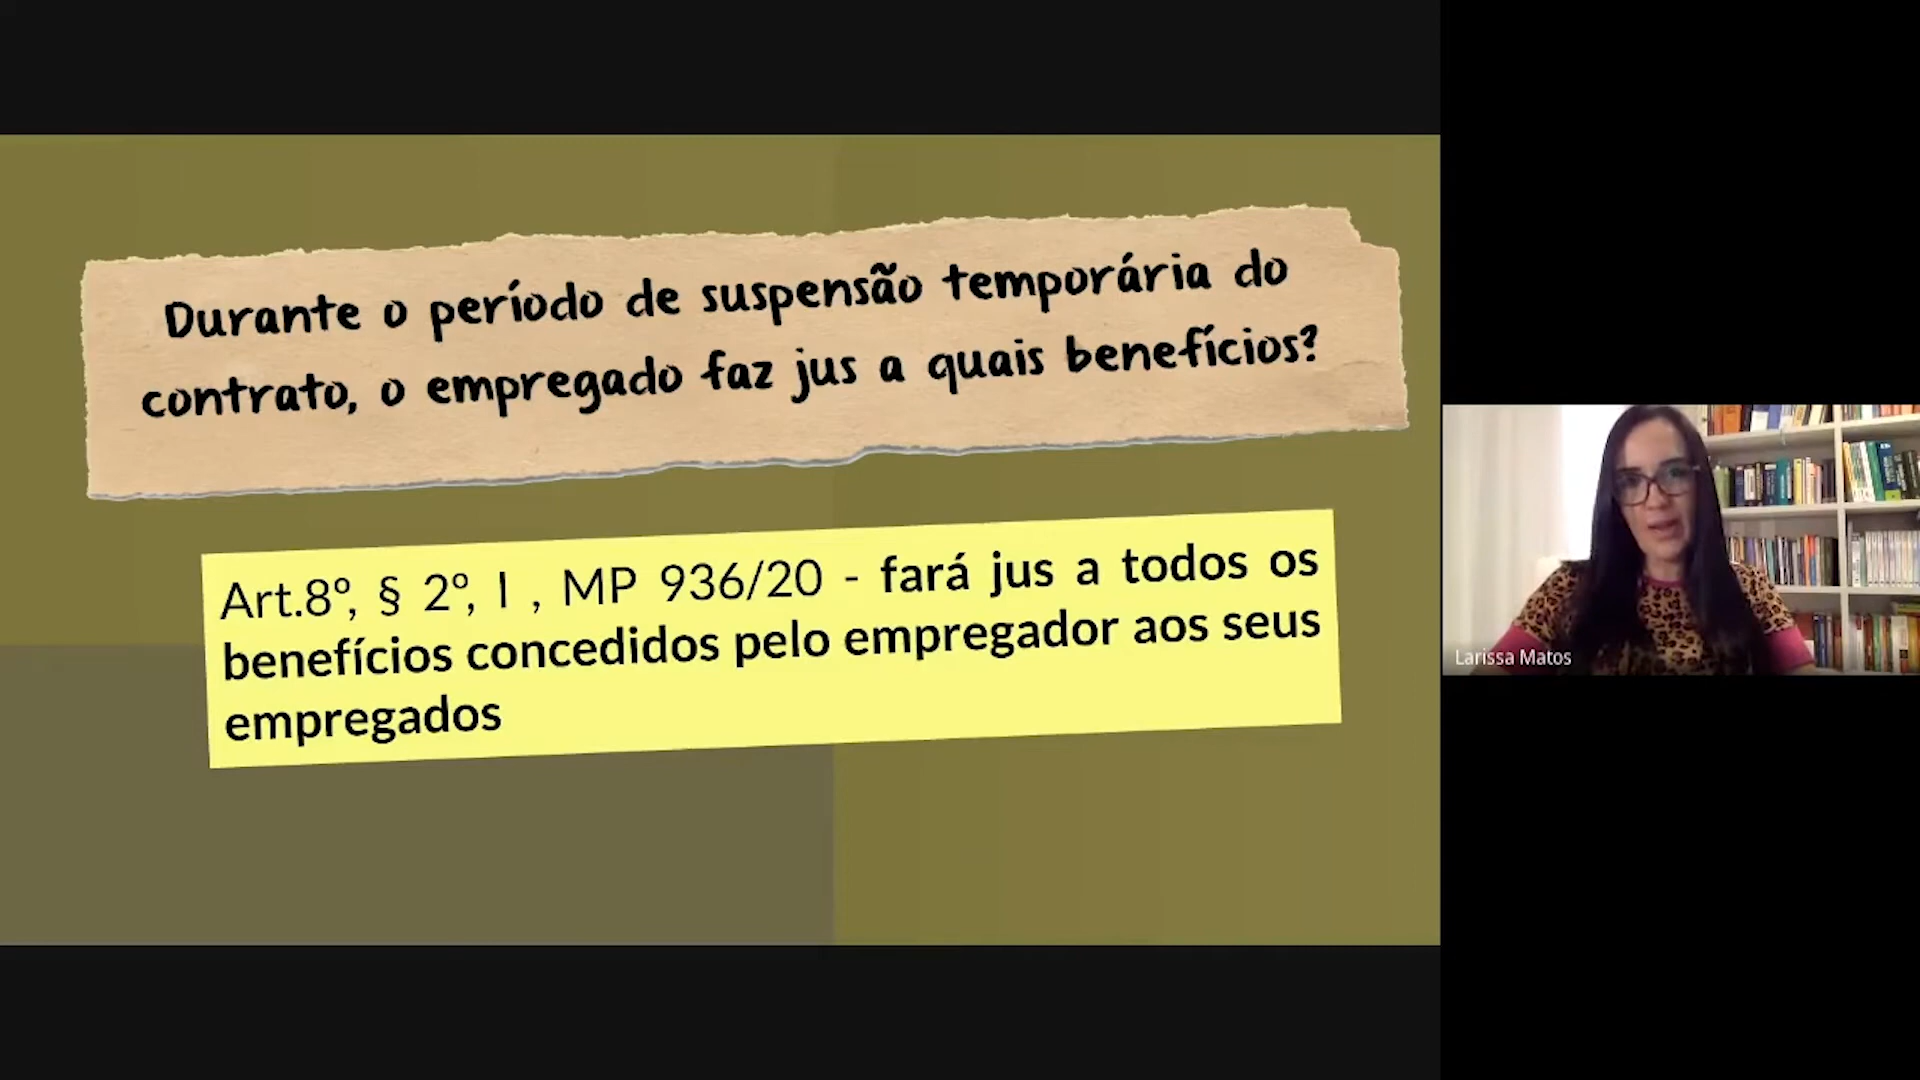 Durante o período de suspensão temporária do
contrato, o empregado faz jus a quais benefícios?
Art.8º, § 2º, I , MP 936/20 - fará jus a todos os
benefícios concedidos pelo empregador aos seus
empregados
Larissa Matos